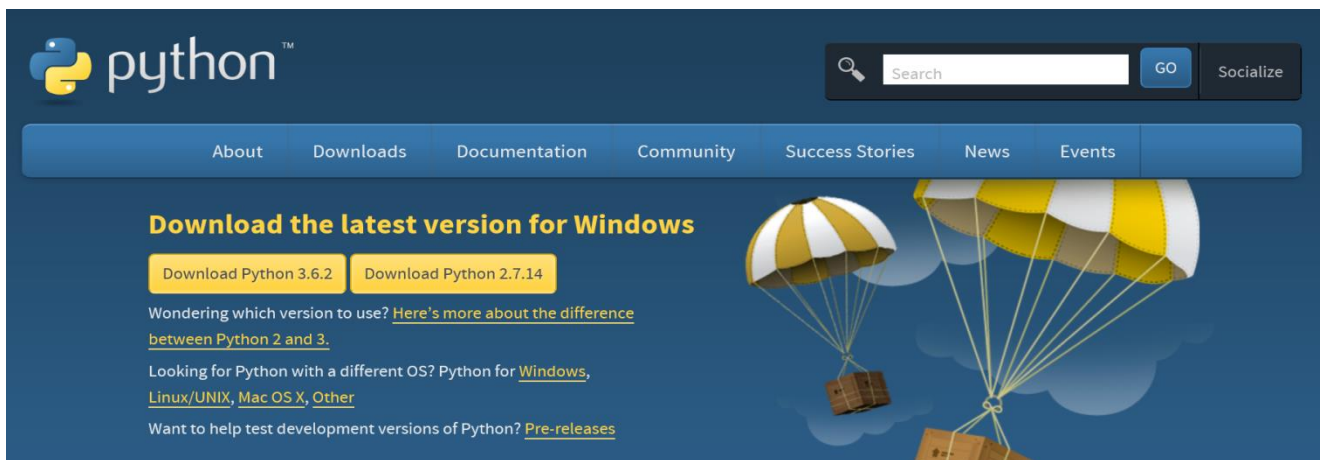 python™
Search
GO
Socialize
About Downloads Documentation Community Success Stories News Events
Download the latest version for Windows
Download Python 3.6.2 Download Python 2.7.14
Wondering which version to use? Here's more about the difference
between Python 2 and 3.
Looking for Python with a different OS? Python for Windows,
Linux/UNIX, Mac OS X, Other
Want to help test development versions of Python? Pre-releases